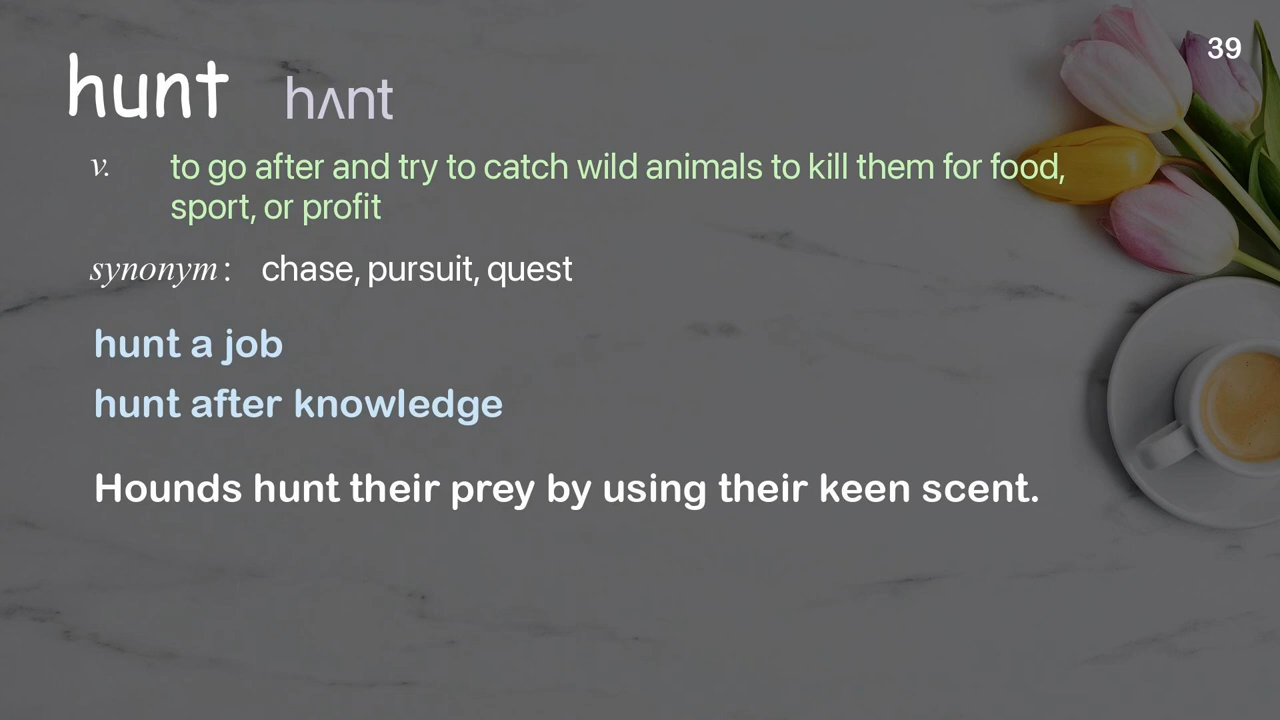 39
hunt hʌnt
v. to go after and try to catch wild animals to kill them for food,
sport, or profit
synonym: chase, pursuit, quest
hunt a job
hunt after knowledge
Hounds hunt their prey by using their keen scent.